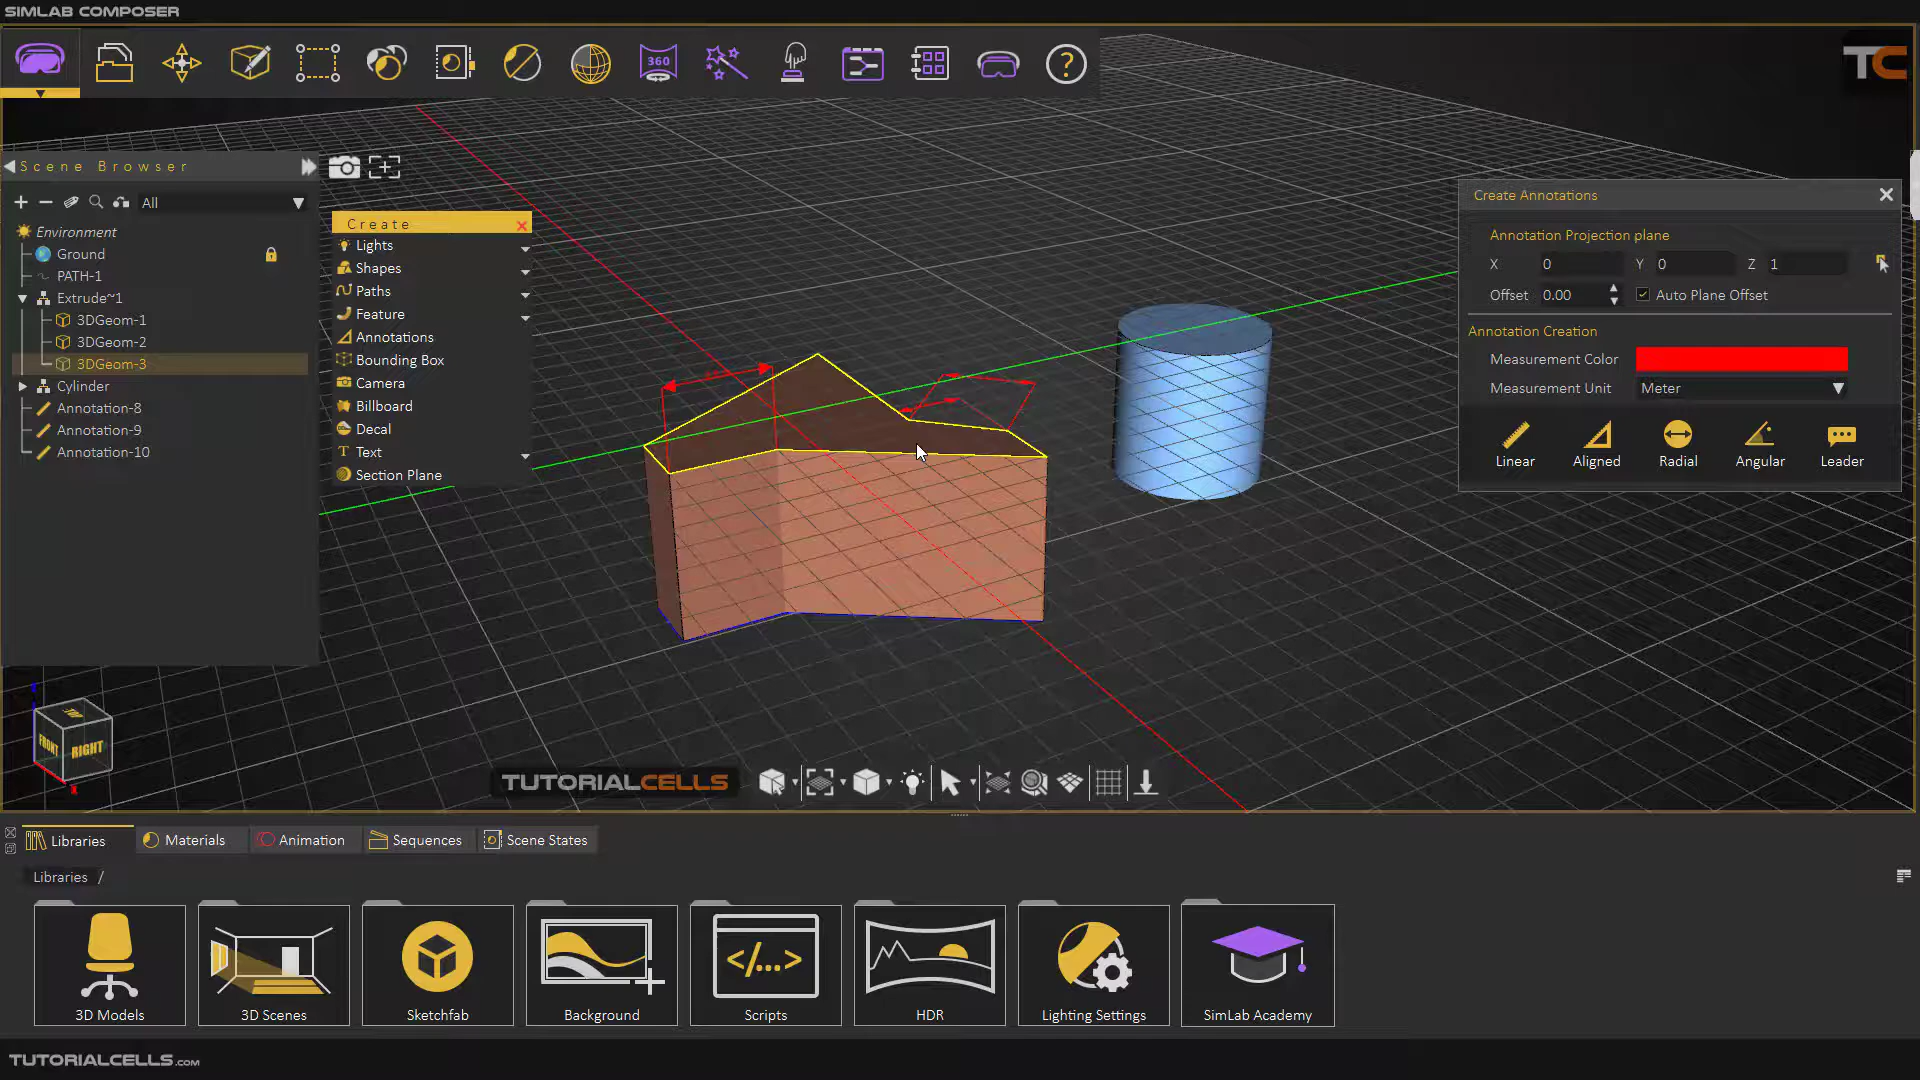 SIMLAB COMPOSER
360
?
TC
Scene Browser
All
Environment
Ground
PATH-1
Extrude~1
3DGeom-1
3DGeom-2
3DGeom-3
Cylinder
Annotation-8
Annotation-9
Annotation-10
Create
Lights
Shapes
Paths
Feature
Annotations
Bounding Box
Camera
Billboard
Decal
Text
Section Plane
Create Annotations
Annotation Projection plane
X 0 Y 0 Z 1
Offset 0.00 Auto Plane Offset
Annotation Creation
Measurement Color
Measurement Unit Meter
Linear Aligned Radial Angular Leader
TOP
FRONT RIGHT
TUTORIALCELLS
Libraries Materials Animation Sequences Scene States
Libraries /
</...>
3D Models 3D Scenes Sketchfab Background Scripts HDR Lighting Settings SimLab Academy
TUTORIALCELLS.com